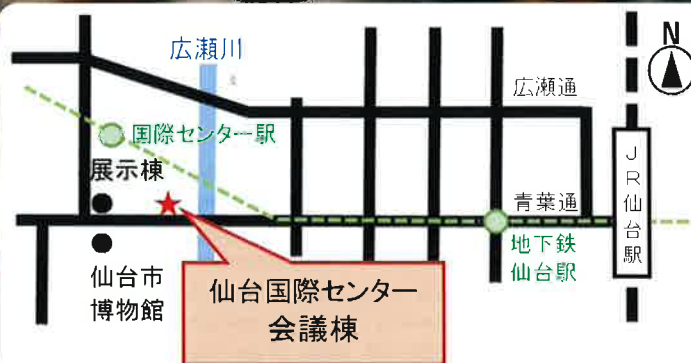 広瀬川
N
広瀬通
国際センター駅
展示棟
JR仙台駅
青葉通
地下鉄
仙台駅
仙台市
博物館
仙台国際センター
会議棟